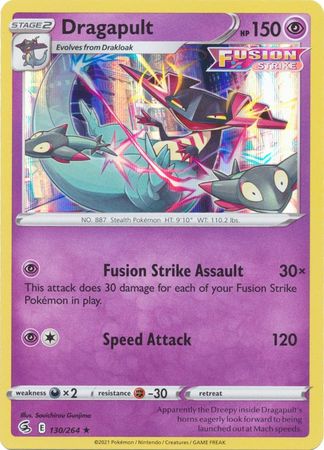 STAGE 2
Dragapult
HP 150
Evolves from Drakloak
FUSION
STRIKE
NO. 887 Stealth Pokémon HT: 9'10" WT: 110.2 lbs.
Fusion Strike Assault 30×
This attack does 30 damage for each of your Fusion Strike
Pokémon in play.
Speed Attack 120
weakness ×2 resistance -30 retreat
Illus. Souichirou Gunjima
E 130/264 ★
Apparently the Dreepy inside Dragapult's
horns eagerly look forward to being
launched out at Mach speeds.
©2021 Pokémon / Nintendo / Creatures / GAME FREAK